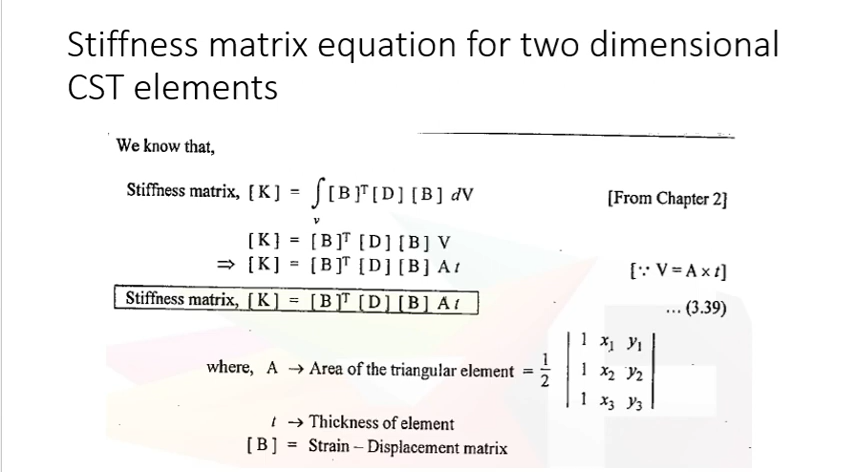 Stiffness matrix equation for two dimensional
CST elements
We know that,
Stiffness matrix, [ K ] = ∫ [ B ]ᵀ [ D ] [ B ] dV [From Chapter 2]
v
[ K ] = [ B ]ᵀ [ D ] [ B ] V
⇒ [ K ] = [ B ]ᵀ [ D ] [ B ] A t [∵ V = A × t]
Stiffness matrix, [ K ] = [ B ]ᵀ [ D ] [ B ] A t ... (3.39)
where, A → Area of the triangular element = 1/2 | 1 x₁ y₁ |
| 1 x₂ y₂ |
| 1 x₃ y₃ |
t → Thickness of element
[ B ] = Strain – Displacement matrix